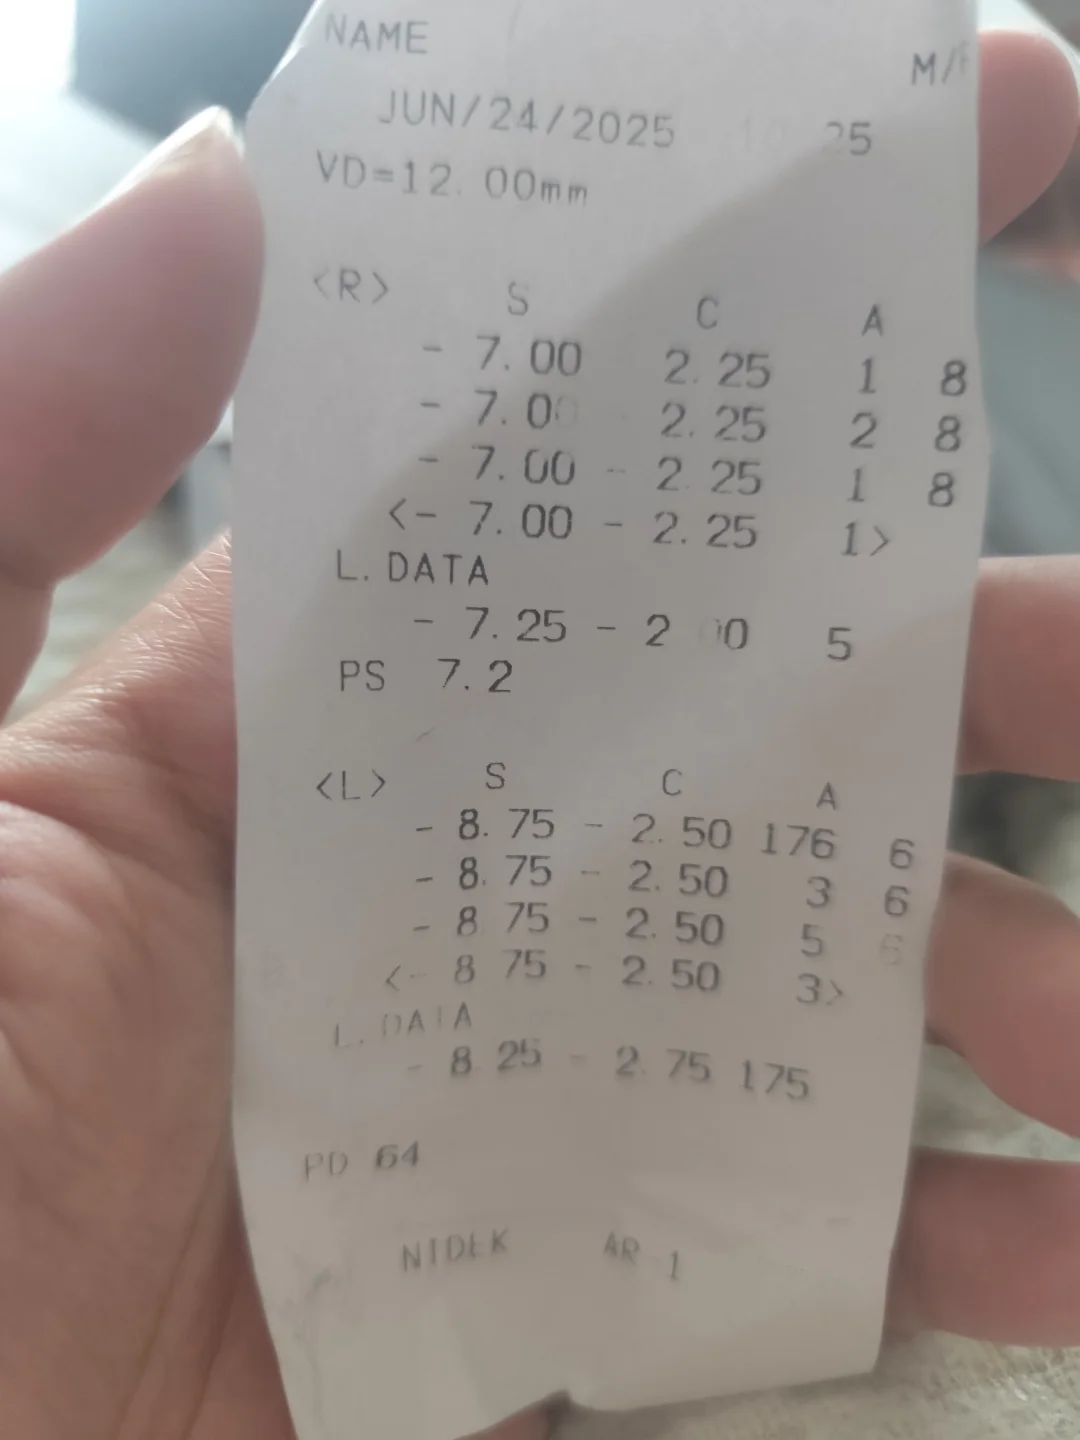 NAME M/F
JUN/24/2025 25
VD=12.00mm
<R> S C A
- 7.00 2.25 1 8
- 7.00 2.25 2 8
- 7.00 - 2.25 1 8
<- 7.00 - 2.25 1>
L.DATA
- 7.25 - 2.00 5
PS 7.2
<L> S C A
- 8.75 - 2.50 176 6
- 8.75 - 2.50 3 6
- 8.75 - 2.50 5 6
<- 8.75 - 2.50 3>
L.DATA
- 8.25 - 2.75 175
PD 64
NIDEK AR 1